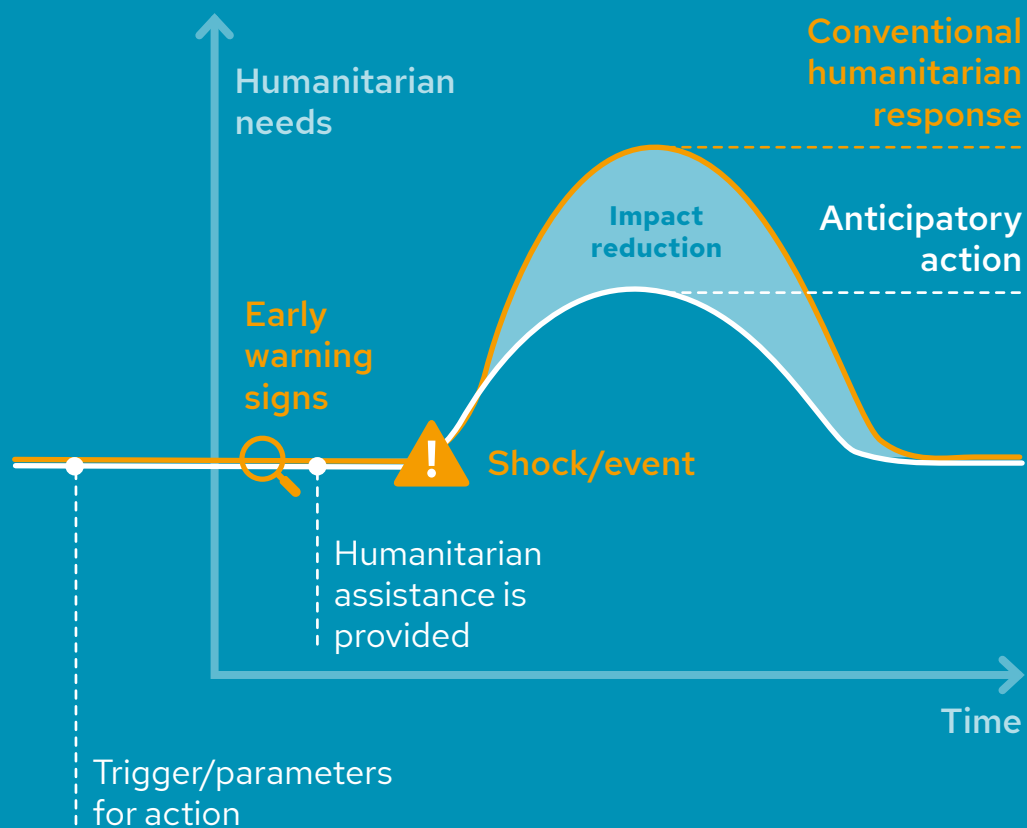 Conventional
humanitarian
response
Humanitarian
needs
Impact
reduction
Anticipatory
action
Early
warning
signs
!
Shock/event
Humanitarian
assistance is
provided
Time
Trigger/parameters
for action